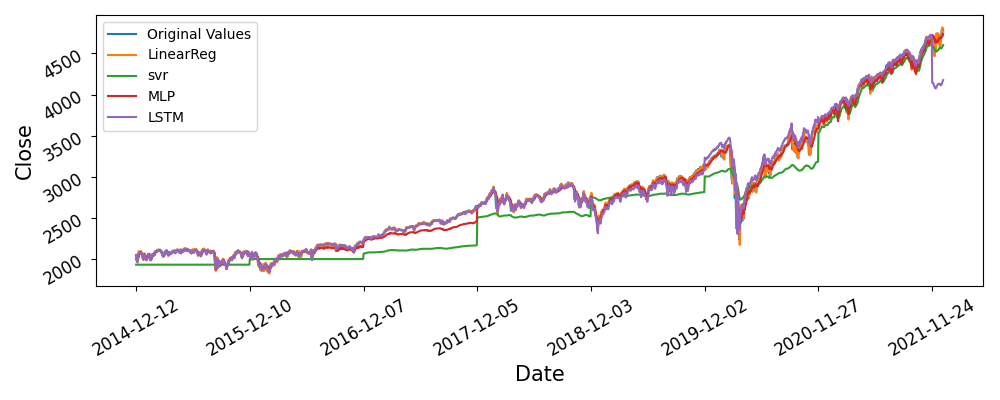 Original Values
LinearReg
svr
MLP
LSTM
Close
4500
4000
3500
3000
2500
2000
2014-12-12
2015-12-10
2016-12-07
2017-12-05
2018-12-03
2019-12-02
2020-11-27
2021-11-24
Date